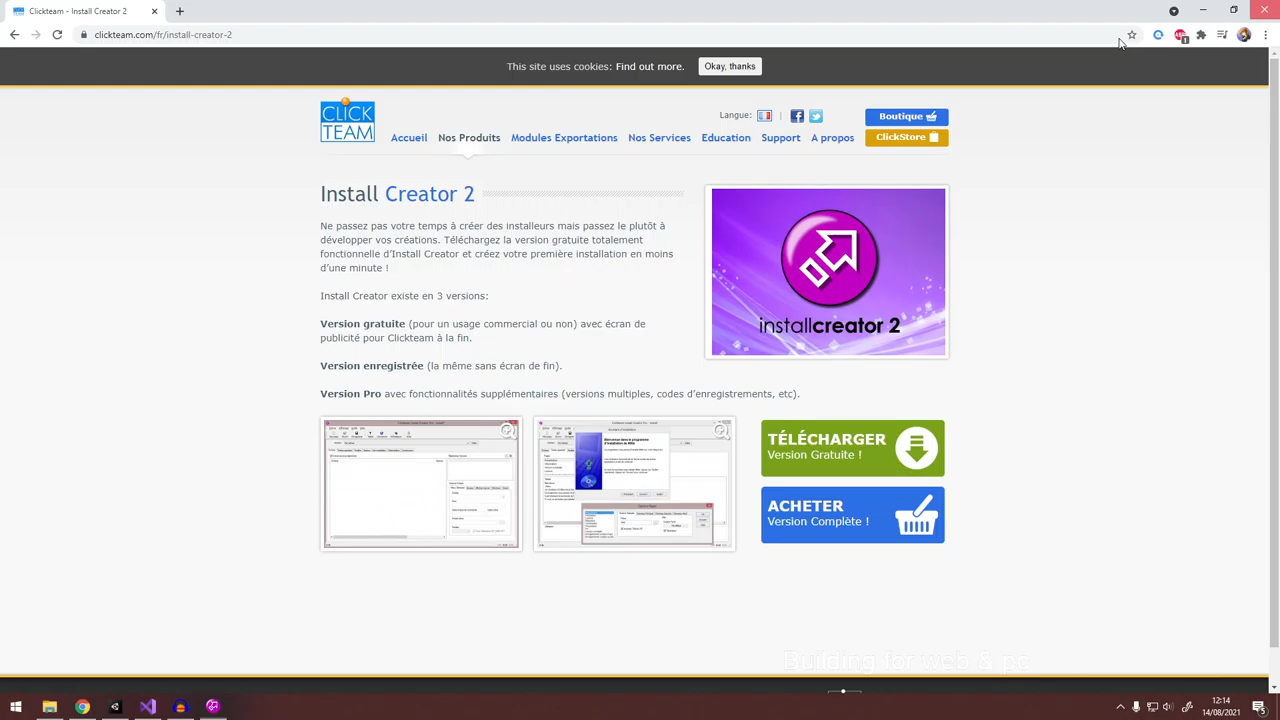 Clickteam - Install Creator 2
clickteam.com/fr/install-creator-2
This site uses cookies: Find out more. Okay, thanks
CLICK
TEAM
Langue:
Boutique
ClickStore
Accueil Nos Produits Modules Exportations Nos Services Education Support A propos
Install Creator 2
Ne passez pas votre temps à créer des installeurs mais passez le plutôt à
développer vos créations. Téléchargez la version gratuite totalement
fonctionnelle d'Install Creator et créez votre première installation en moins
d'une minute !
Install Creator existe en 3 versions:
Version gratuite (pour un usage commercial ou non) avec écran de
publicité pour Clickteam à la fin.
Version enregistrée (la même sans écran de fin).
Version Pro avec fonctionnalités supplémentaires (versions multiples, codes d'enregistrements, etc).
installcreator 2
TÉLÉCHARGER
Version Gratuite !
ACHETER
Version Complète !
Building for web & pc
12:14
14/08/2021